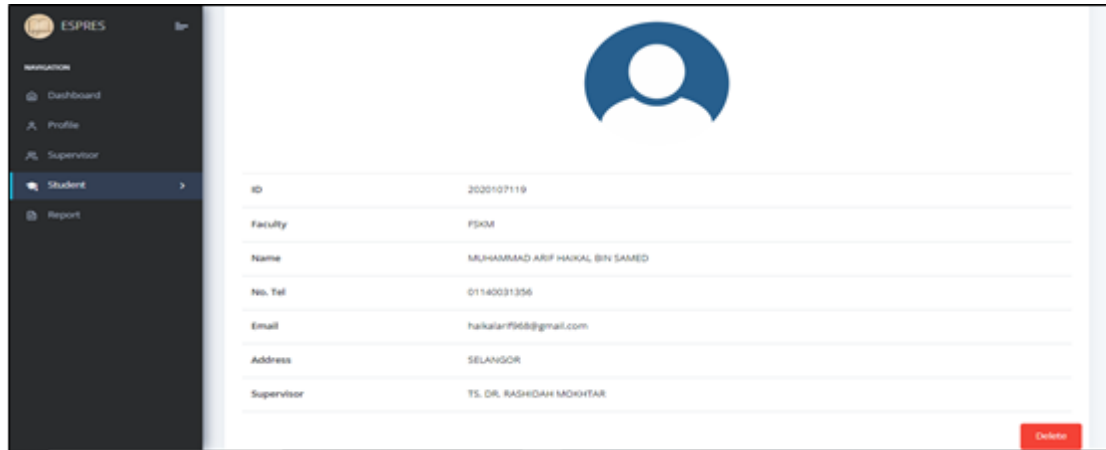 ESPRES
NAVIGATION
Dashboard
Profile
Supervisor
Student
Report
ID 2020107119
Faculty FSKM
Name MUHAMMAD ARIF HAIKAL BIN SAMED
No. Tel 01140031356
Email haikalarif968@gmail.com
Address SELANGOR
Supervisor TS. DR. RASHIDAH MOKHTAR
Delete